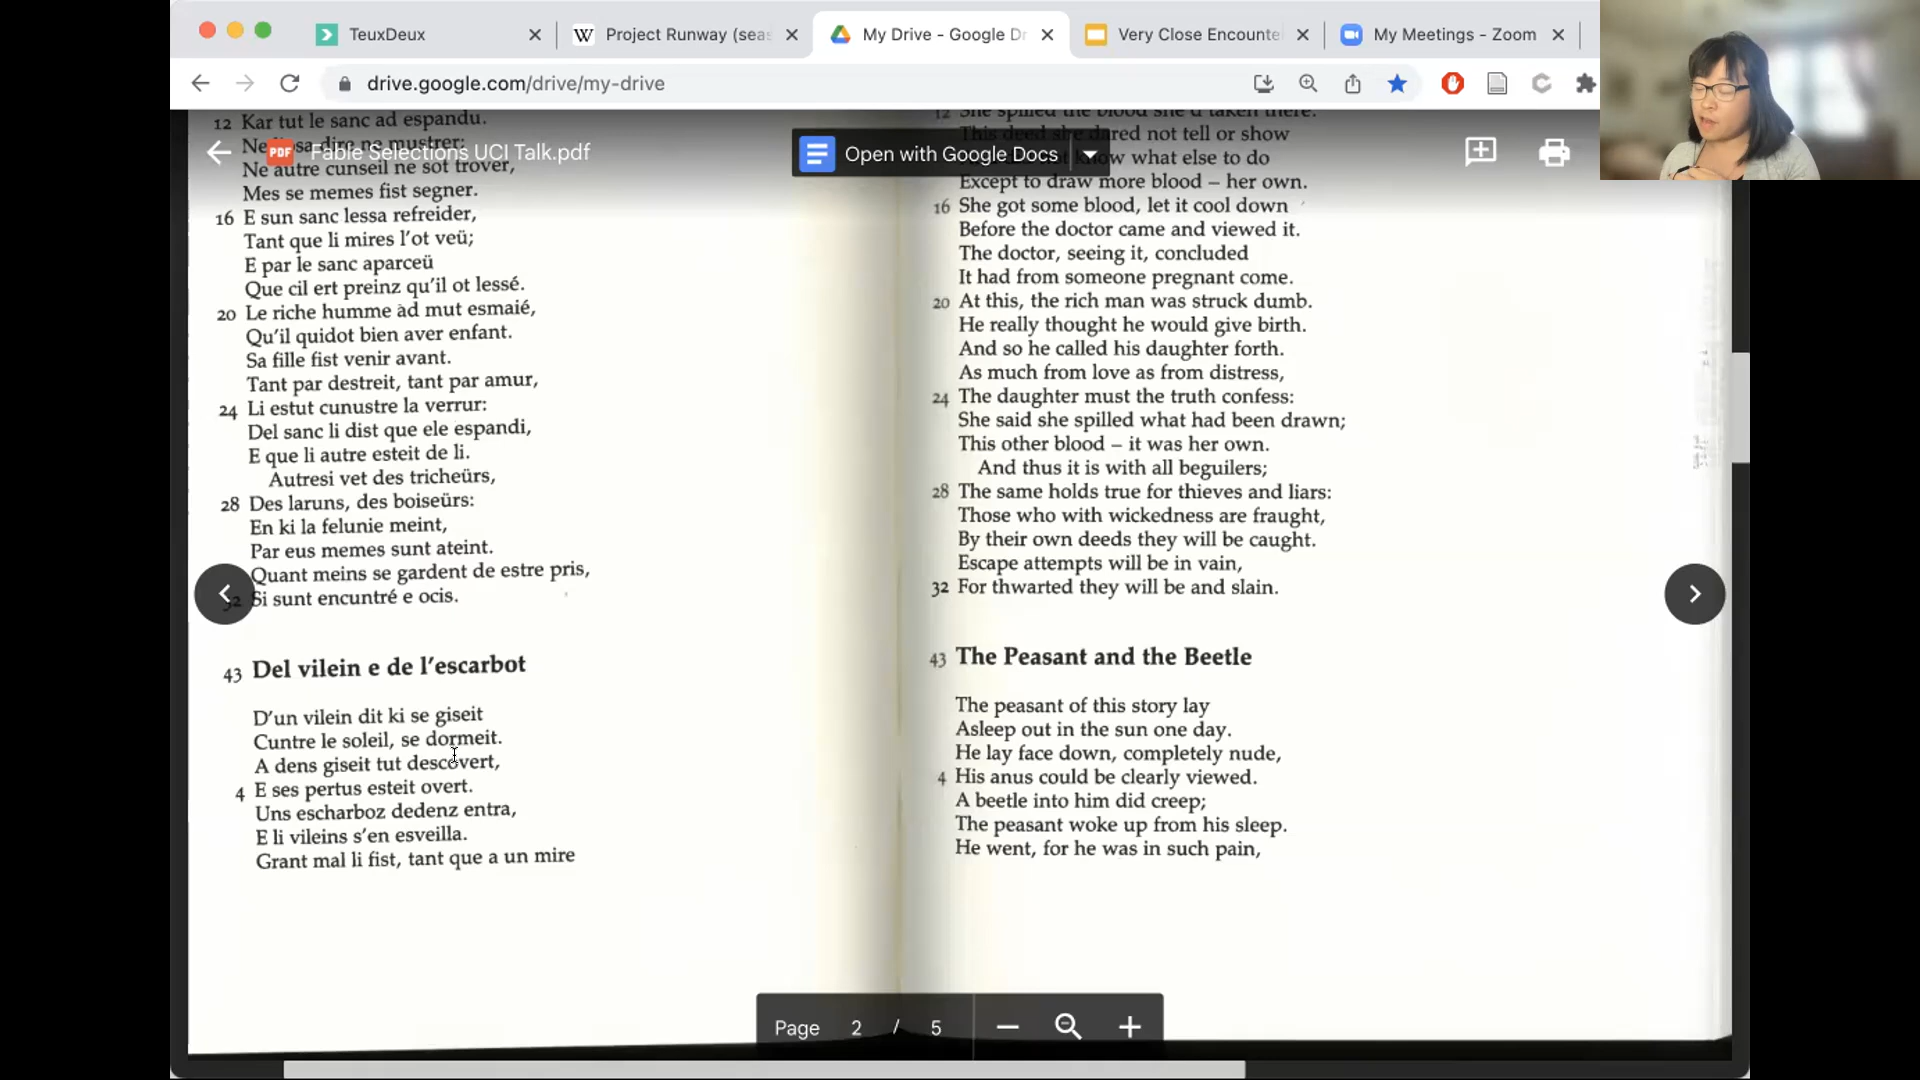 TeuxDeux
Project Runway (seas
My Drive - Google Dr
Very Close Encounte
My Meetings - Zoom
drive.google.com/drive/my-drive
PDF
Fable Selections UCI Talk.pdf
Open with Google Docs
12 Kar tut le sanc ad espandu.
Ne dire ne mustrer:
Ne autre cunseil ne sot trover,
Mes se memes fist segner.
16 E sun sanc lessa refreider,
Tant que li mires l'ot veü;
E par le sanc aparceü
Que cil ert preinz qu'il ot lessé.
20 Le riche humme ad mut esmaié,
Qu'il quidot bien aver enfant.
Sa fille fist venir avant.
Tant par destreit, tant par amur,
24 Li estut cunustre la verrur:
Del sanc li dist que ele espandi,
E que li autre esteit de li.
Autresi vet des tricheürs,
28 Des laruns, des boiseürs:
En ki la felunie meint,
Par eus memes sunt ateint.
Quant meins se gardent de estre pris,
32 Si sunt encuntré e ocis.
43 Del vilein e de l'escarbot
D'un vilein dit ki se giseit
Cuntre le soleil, se dormeit.
A dens giseit tut descovert,
4 E ses pertus esteit overt.
Uns escharboz dedenz entra,
E li vileins s'en esveilla.
Grant mal li fist, tant que a un mire
12 She spilled the blood she'd taken there.
This deed she dared not tell or show
know what else to do
Except to draw more blood – her own.
16 She got some blood, let it cool down
Before the doctor came and viewed it.
The doctor, seeing it, concluded
It had from someone pregnant come.
20 At this, the rich man was struck dumb.
He really thought he would give birth.
And so he called his daughter forth.
As much from love as from distress,
24 The daughter must the truth confess:
She said she spilled what had been drawn;
This other blood – it was her own.
And thus it is with all beguilers;
28 The same holds true for thieves and liars:
Those who with wickedness are fraught,
By their own deeds they will be caught.
Escape attempts will be in vain,
32 For thwarted they will be and slain.
43 The Peasant and the Beetle
The peasant of this story lay
Asleep out in the sun one day.
He lay face down, completely nude,
4 His anus could be clearly viewed.
A beetle into him did creep;
The peasant woke up from his sleep.
He went, for he was in such pain,
Page 2 / 5